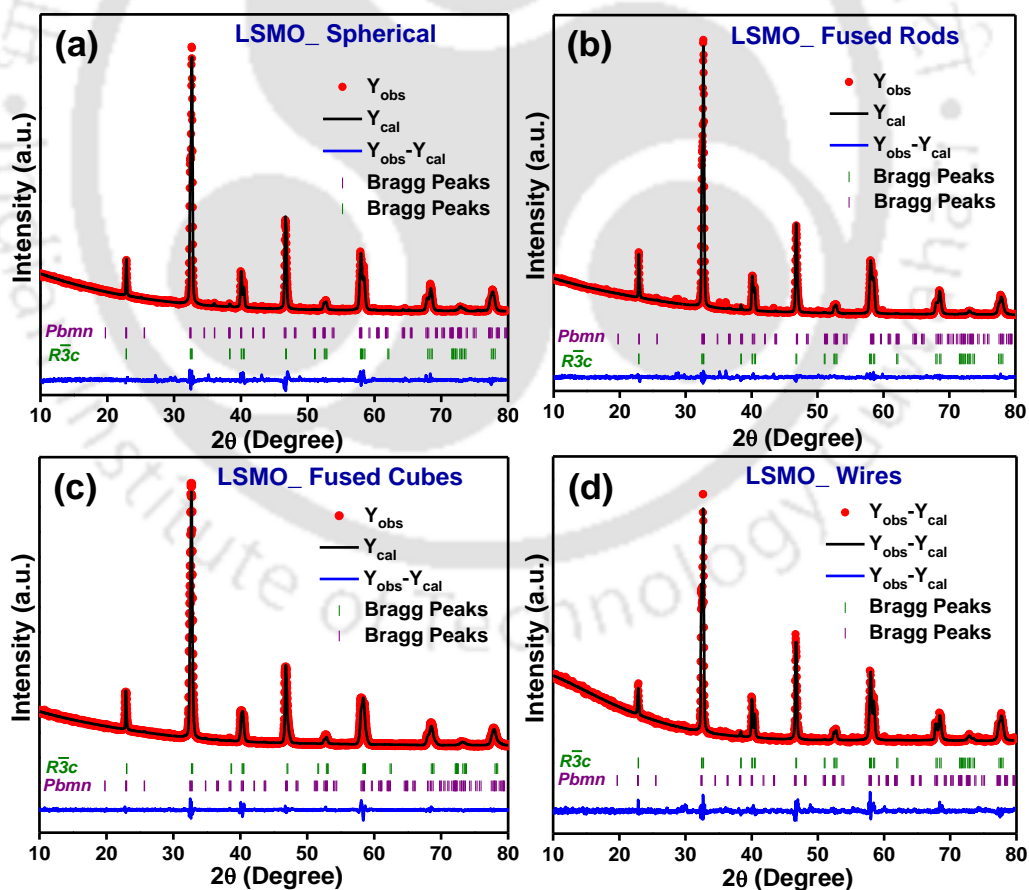 (a)
LSMO_ Spherical
Y_obs
Y_cal
Y_obs-Y_cal
Bragg Peaks
Bragg Peaks
Intensity (a.u.)
Pbmn
R3̅c
10 20 30 40 50 60 70 80
2θ (Degree)
(b)
LSMO_ Fused Rods
Y_obs
Y_cal
Y_obs-Y_cal
Bragg Peaks
Bragg Peaks
Intensity (a.u.)
Pbmn
R3̅c
10 20 30 40 50 60 70 80
2θ (Degree)
(c)
LSMO_ Fused Cubes
Y_obs
Y_cal
Y_obs-Y_cal
Bragg Peaks
Bragg Peaks
Intensity (a.u.)
R3̅c
Pbmn
10 20 30 40 50 60 70 80
2θ (Degree)
(d)
LSMO_ Wires
Y_obs-Y_cal
Y_obs-Y_cal
Y_obs-Y_cal
Bragg Peaks
Bragg Peaks
Intensity (a.u.)
R3̅c
Pbmn
10 20 30 40 50 60 70 80
2θ (Degree)
Institute of Technology